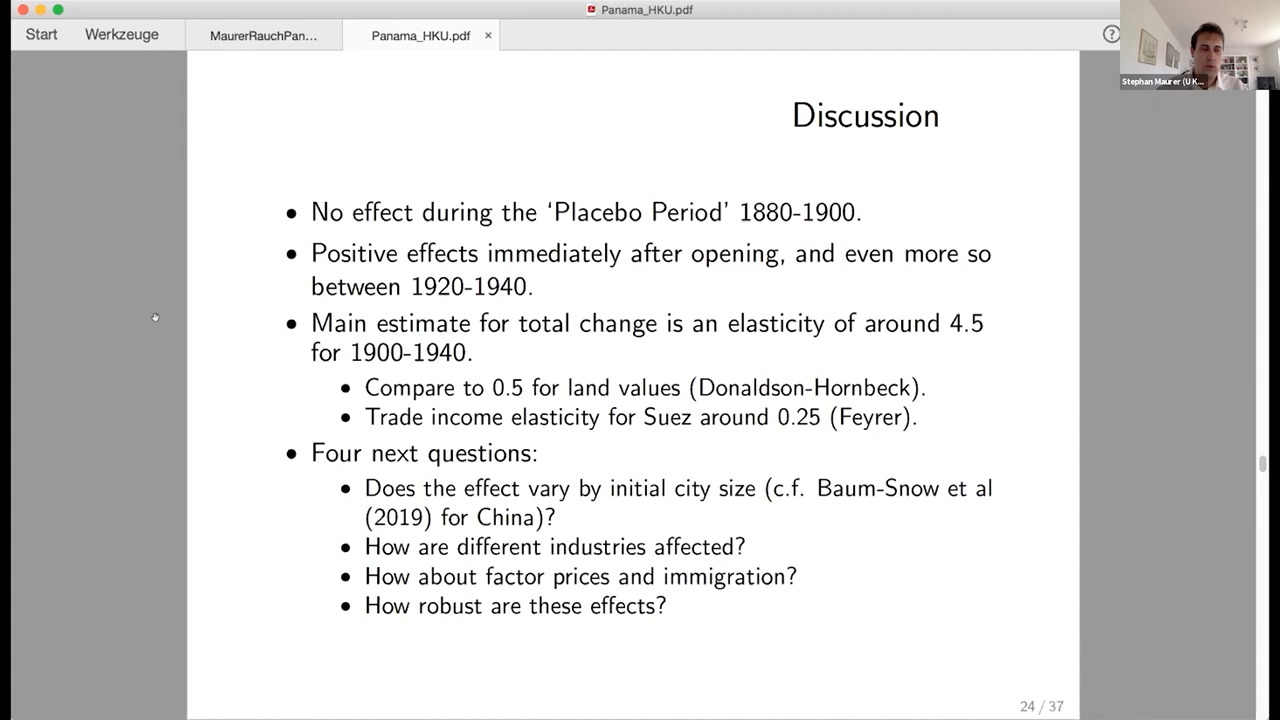 Panama_HKU.pdf
Start
Werkzeuge
MaurerRauchPan...
Panama_HKU.pdf
×
?
Stephan Maurer (U K...
Discussion
• No effect during the ‘Placebo Period’ 1880-1900.
• Positive effects immediately after opening, and even more so
between 1920-1940.
• Main estimate for total change is an elasticity of around 4.5
for 1900-1940.
• Compare to 0.5 for land values (Donaldson-Hornbeck).
• Trade income elasticity for Suez around 0.25 (Feyrer).
• Four next questions:
• Does the effect vary by initial city size (c.f. Baum-Snow et al
(2019) for China)?
• How are different industries affected?
• How about factor prices and immigration?
• How robust are these effects?
24 / 37